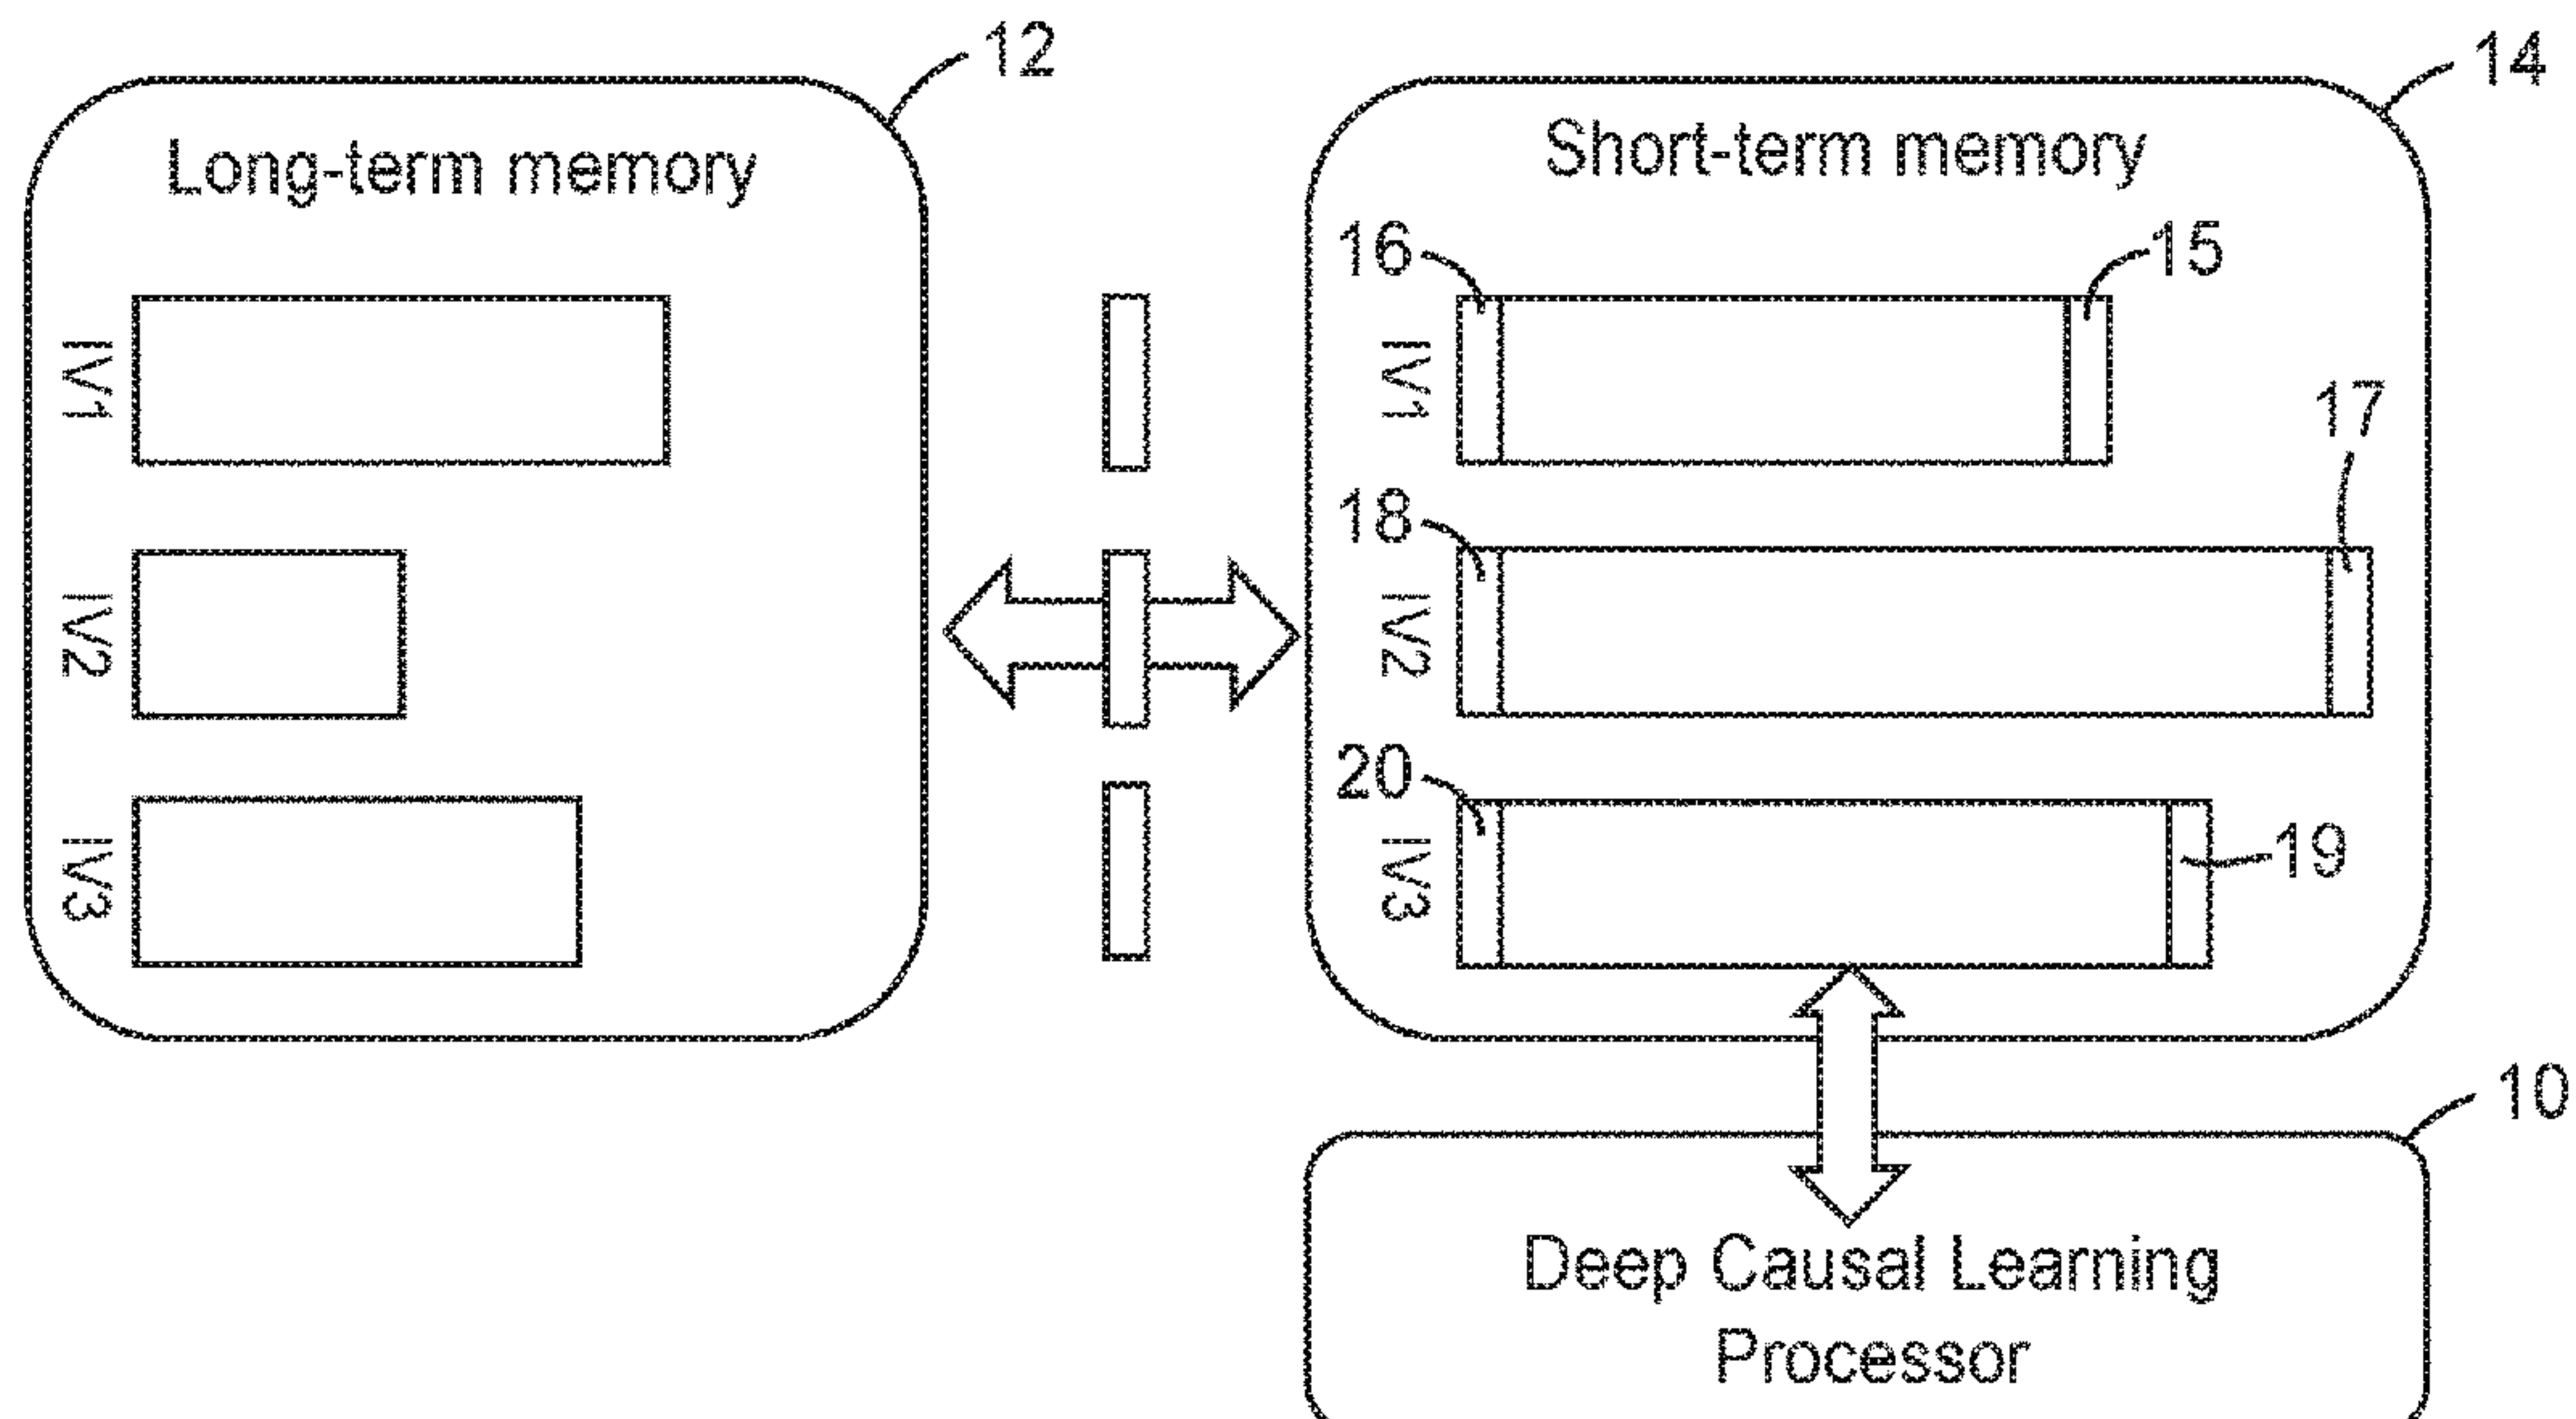 12
Long-term memory
IV1
IV2
IV3
14
Short-term memory
16
15
IV1
17
18
IV2
20
IV3
19
10
Deep Causal Learning
Processor